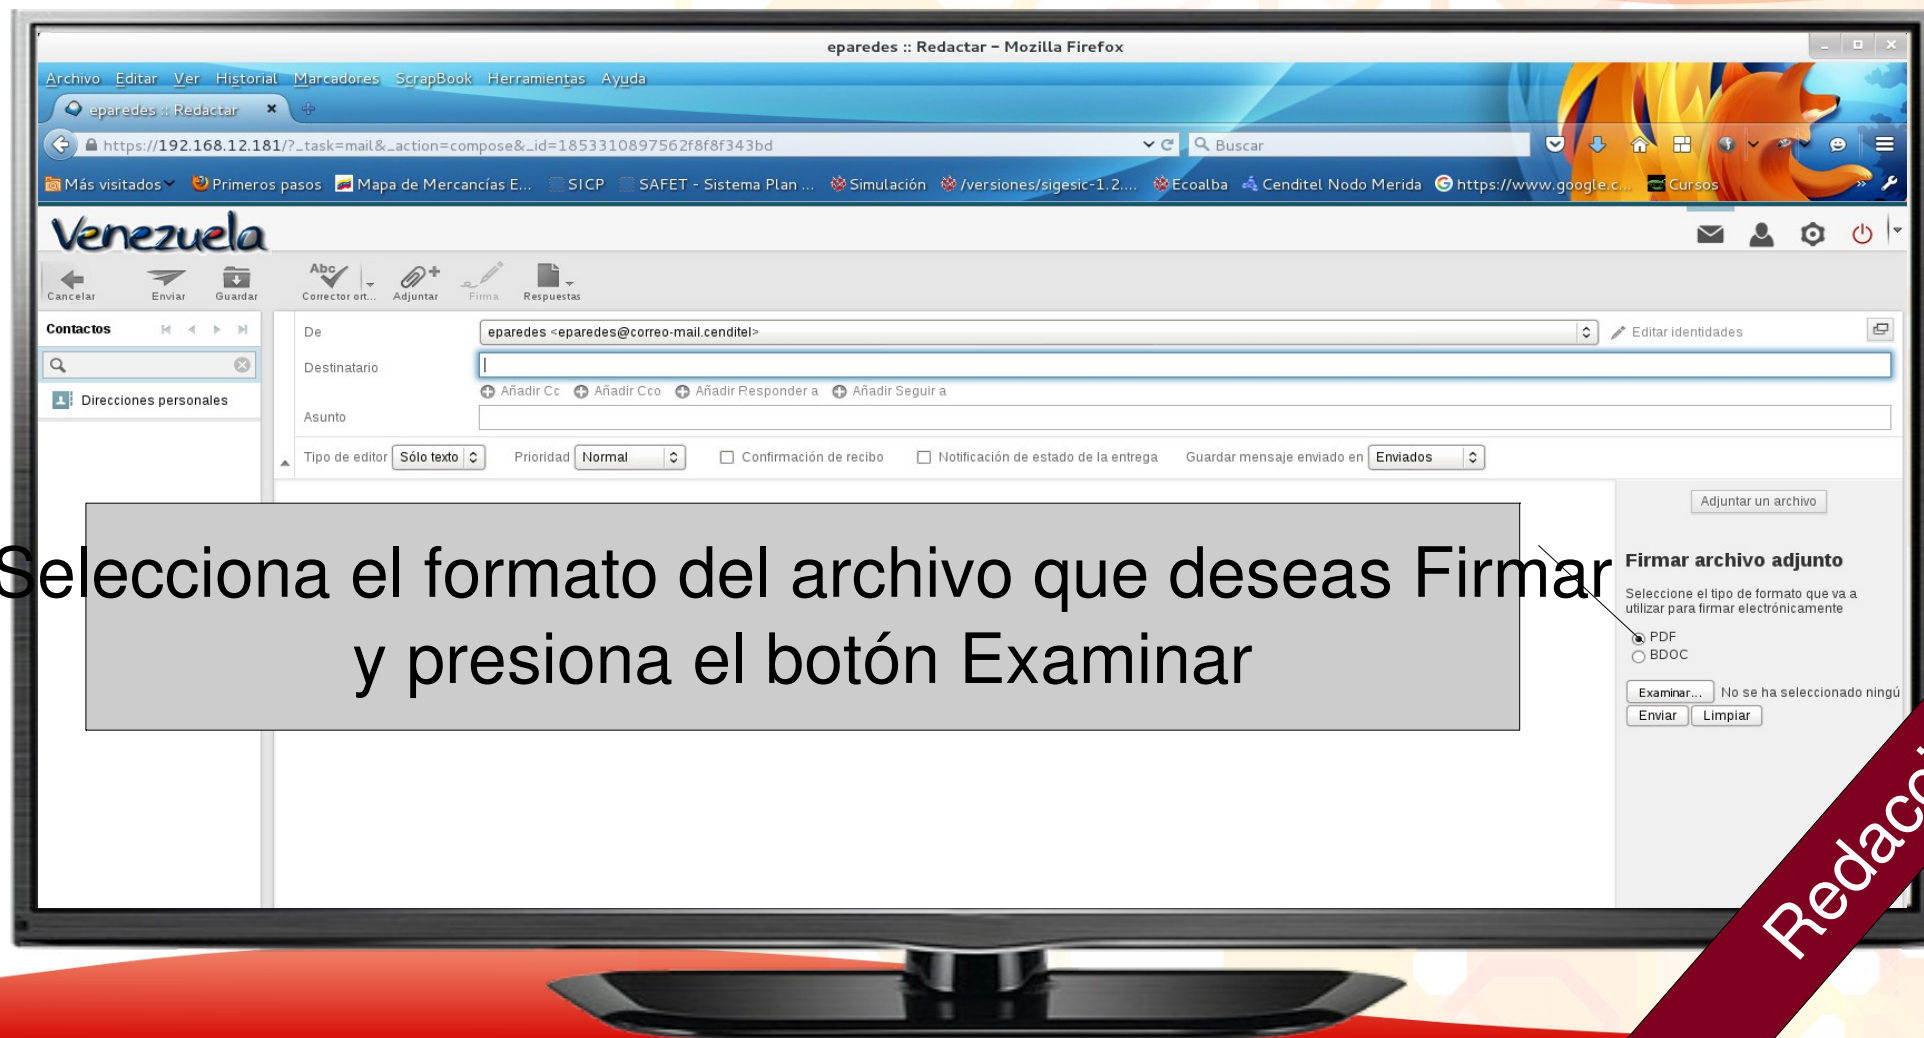 eparedes :: Redactar – Mozilla Firefox
Archivo Editar Ver Historial Marcadores ScrapBook Herramientas Ayuda
eparedes :: Redactar
https://192.168.12.181/?_task=mail&_action=compose&_id=1853310897562f8f8f343bd
Buscar
Más visitados Primeros pasos Mapa de Mercancías E... SICP SAFET - Sistema Plan ... Simulación /versiones/sigesic-1.2.... Ecoalba Cenditel Nodo Merida https://www.google.c... Cursos
Venezuela
Cancelar Enviar Guardar Abc Corrector ort... Adjuntar Firma Respuestas
Contactos
De eparedes <eparedes@correo-mail.cenditel> Editar identidades
Destinatario
Añadir Cc Añadir Cco Añadir Responder a Añadir Seguir a
Direcciones personales
Asunto
Tipo de editor Sólo texto Prioridad Normal Confirmación de recibo Notificación de estado de la entrega Guardar mensaje enviado en Enviados
Adjuntar un archivo
Selecciona el formato del archivo que deseas Firmar
y presiona el botón Examinar
Firmar archivo adjunto
Seleccione el tipo de formato que va a
utilizar para firmar electrónicamente
PDF
BDOC
Examinar... No se ha seleccionado ningú
Enviar Limpiar